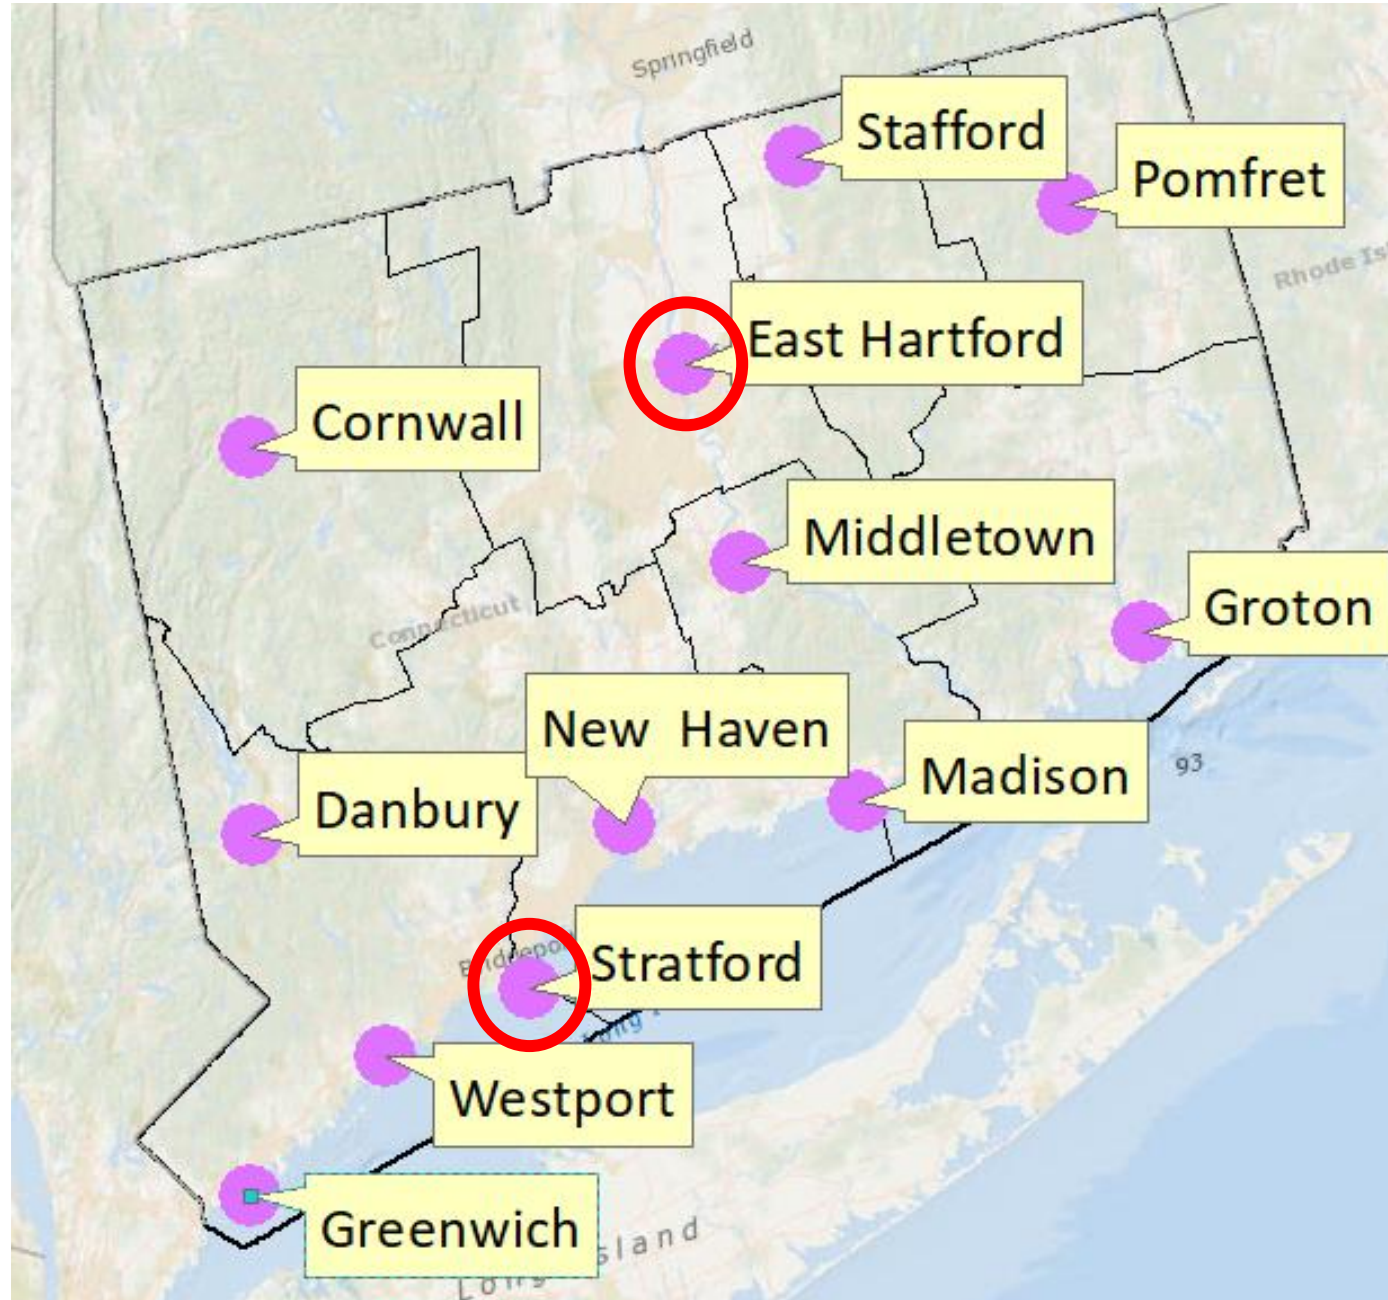 Springfield
Stafford
Pomfret
Rhode Is
East Hartford
Cornwall
Middletown
Groton
Connecticut
New Haven
Madison
93
Danbury
Stratford
Westport
Greenwich